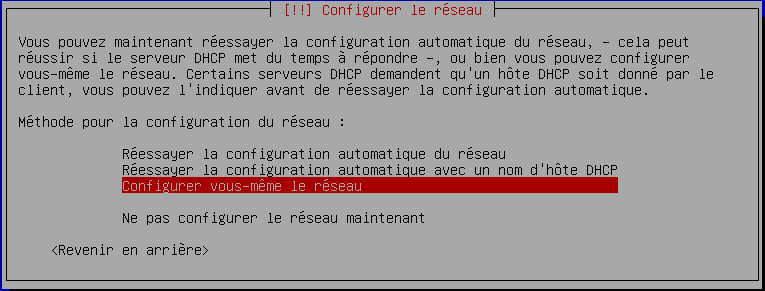 [!!] Configurer le réseau
Vous pouvez maintenant réessayer la configuration automatique du réseau, – cela peut
réussir si le serveur DHCP met du temps à répondre –, ou bien vous pouvez configurer
vous-même le réseau. Certains serveurs DHCP demandent qu'un hôte DHCP soit donné par le
client, vous pouvez l'indiquer avant de réessayer la configuration automatique.
Méthode pour la configuration du réseau :
Réessayer la configuration automatique du réseau
Réessayer la configuration automatique avec un nom d'hôte DHCP
Configurer vous-même le réseau
Ne pas configurer le réseau maintenant
<Revenir en arrière>